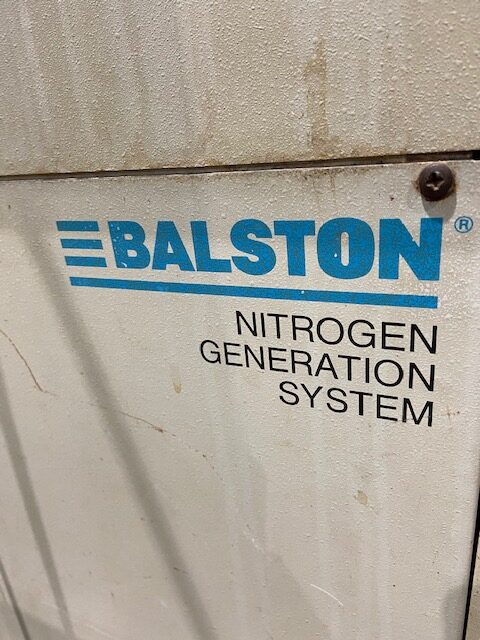 BALSTON®
NITROGEN
GENERATION
SYSTEM